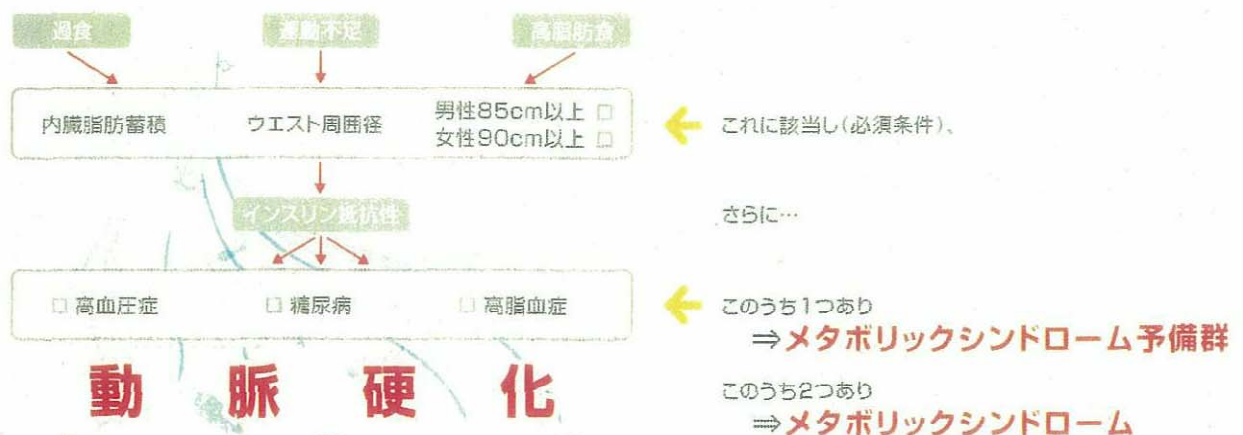 過食 運動不足 高脂肪食
内臓脂肪蓄積 ウエスト周囲径 男性85cm以上 □
女性90cm以上 □
← これに該当し(必須条件)、
インスリン抵抗性
さらに…
□ 高血圧症 □ 糖尿病 □ 高脂血症
← このうち1つあり
⇒メタボリックシンドローム予備群
動脈硬化
このうち2つあり
⇒メタボリックシンドローム